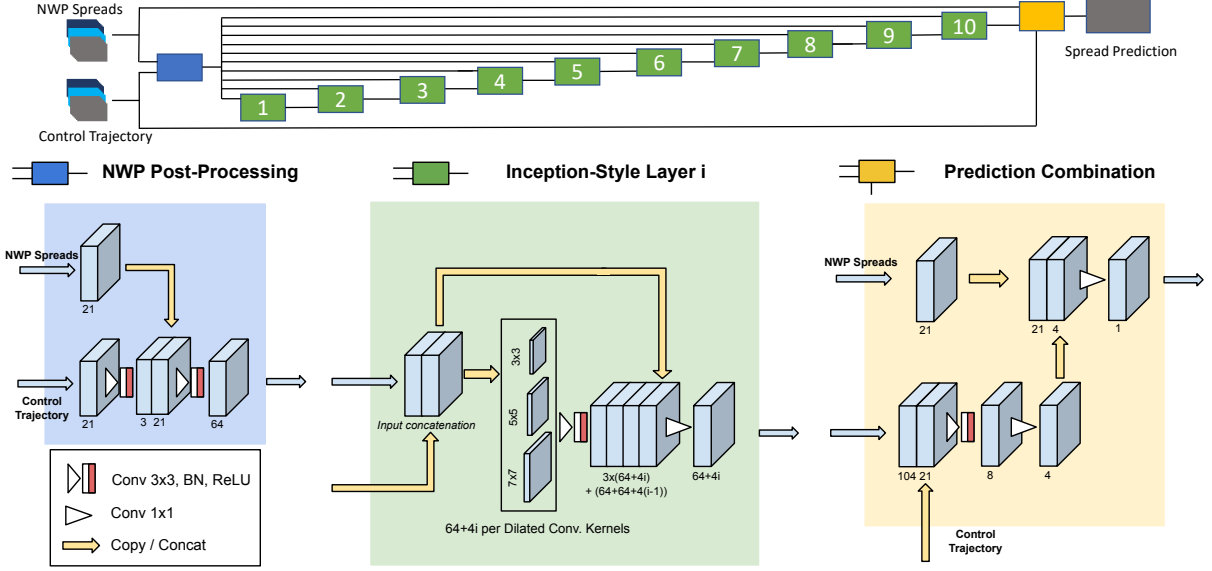 NWP Spreads
Control Trajectory
1
2
3
4
5
6
7
8
9
10
Spread Prediction
NWP Post-Processing
NWP Spreads
21
Control
Trajectory
21
3 21
64
Conv 3x3, BN, ReLU
Conv 1x1
Copy / Concat
Inception-Style Layer i
Input concatenation
3x3
5x5
7x7
3x(64+4i)
+ (64+64+4(i-1))
64+4i
64+4i per Dilated Conv. Kernels
Prediction Combination
NWP Spreads
21
21 4
1
104 21
8
4
Control
Trajectory